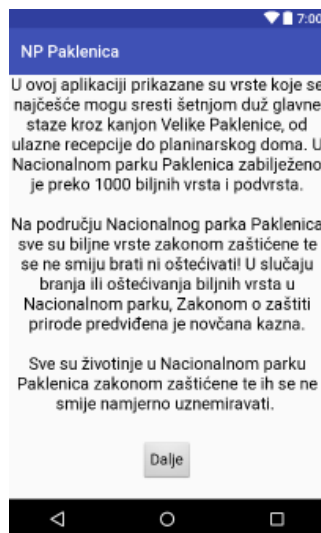 7:00
NP Paklenica
U ovoj aplikaciji prikazane su vrste koje se
najčešće mogu sresti šetnjom duž glavne
staze kroz kanjon Velike Paklenice, od
ulazne recepcije do planinarskog doma. U
Nacionalnom parku Paklenica zabilježeno
je preko 1000 biljnih vrsta i podvrsta.
Na području Nacionalnog parka Paklenica
sve su biljne vrste zakonom zaštićene te
se ne smiju brati ni oštećivati! U slučaju
branja ili oštećivanja biljnih vrsta u
Nacionalnom parku, Zakonom o zaštiti
prirode predviđena je novčana kazna.
Sve su životinje u Nacionalnom parku
Paklenica zakonom zaštićene te ih se ne
smije namjerno uznemiravati.
Dalje